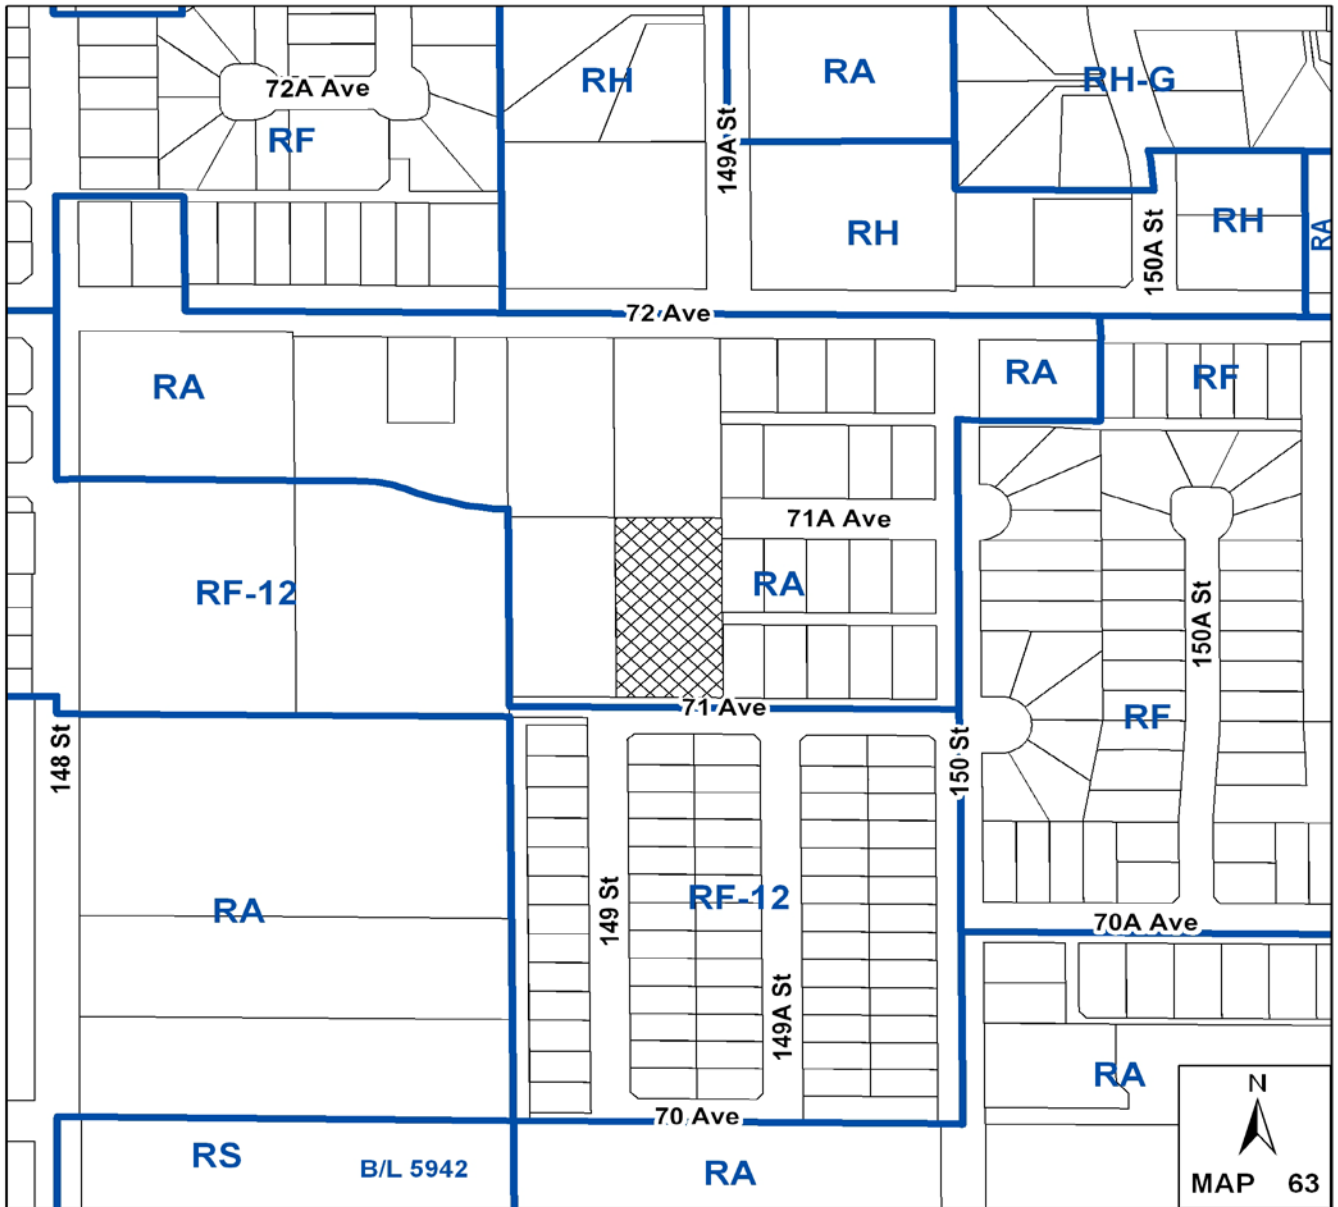 RH
RA
RH-G
72A Ave
RF
149A St
RH
RH
RA
150A St
72 Ave
RA
RA
RF
71A Ave
RA
RF-12
150A St
71 Ave
RF
148 St
150 St
RF-12
RA
149 St
70A Ave
149A St
RA
N
70 Ave
RS
B/L 5942
RA
MAP 63